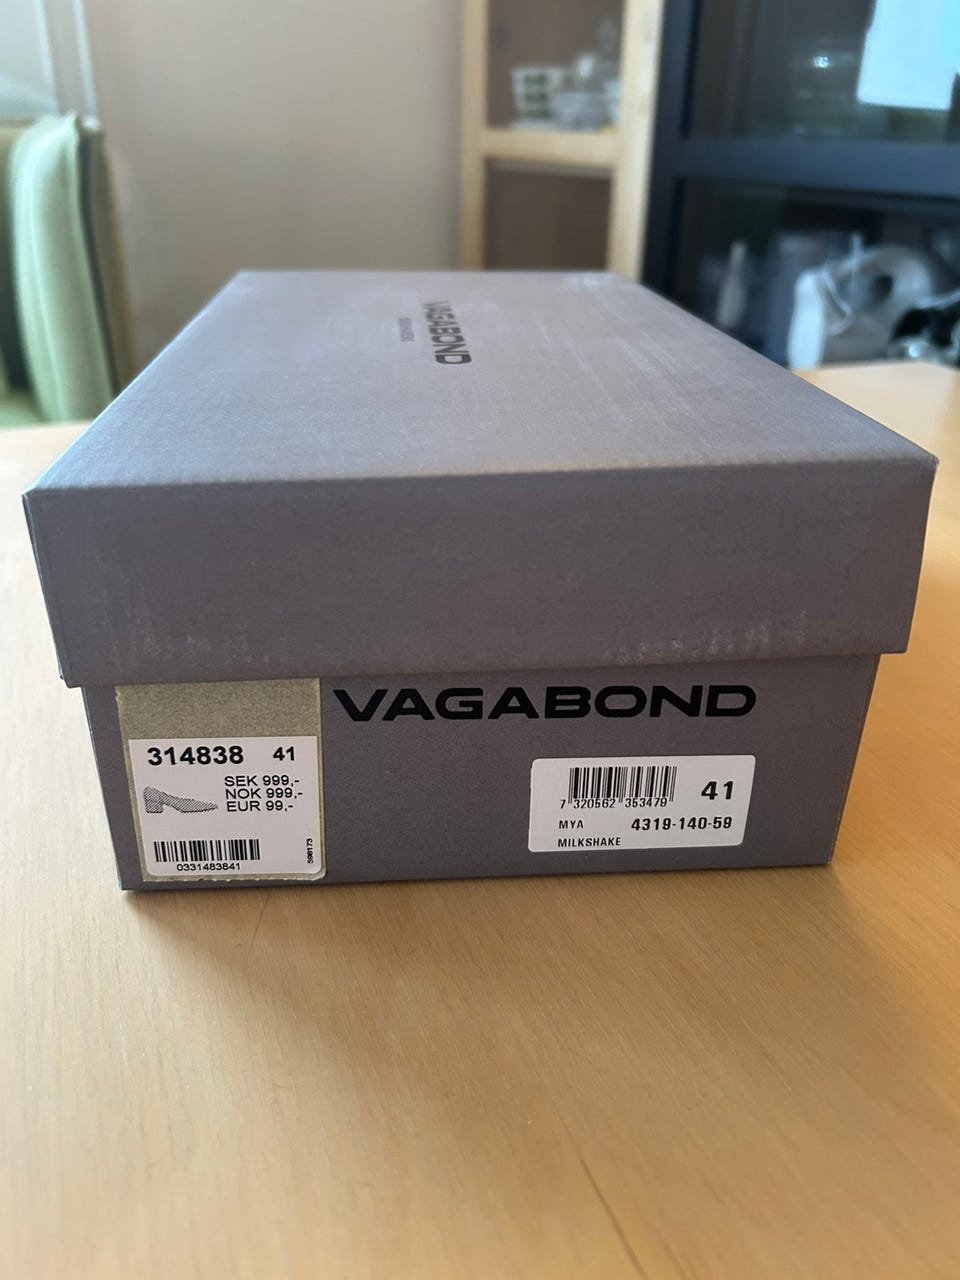 VAGABOND
VAGABOND
314838 41
SEK 999,-
NOK 999,-
EUR 99,-
0331483841
598173
7 320562 353479
41
MYA 4319-140-59
MILKSHAKE